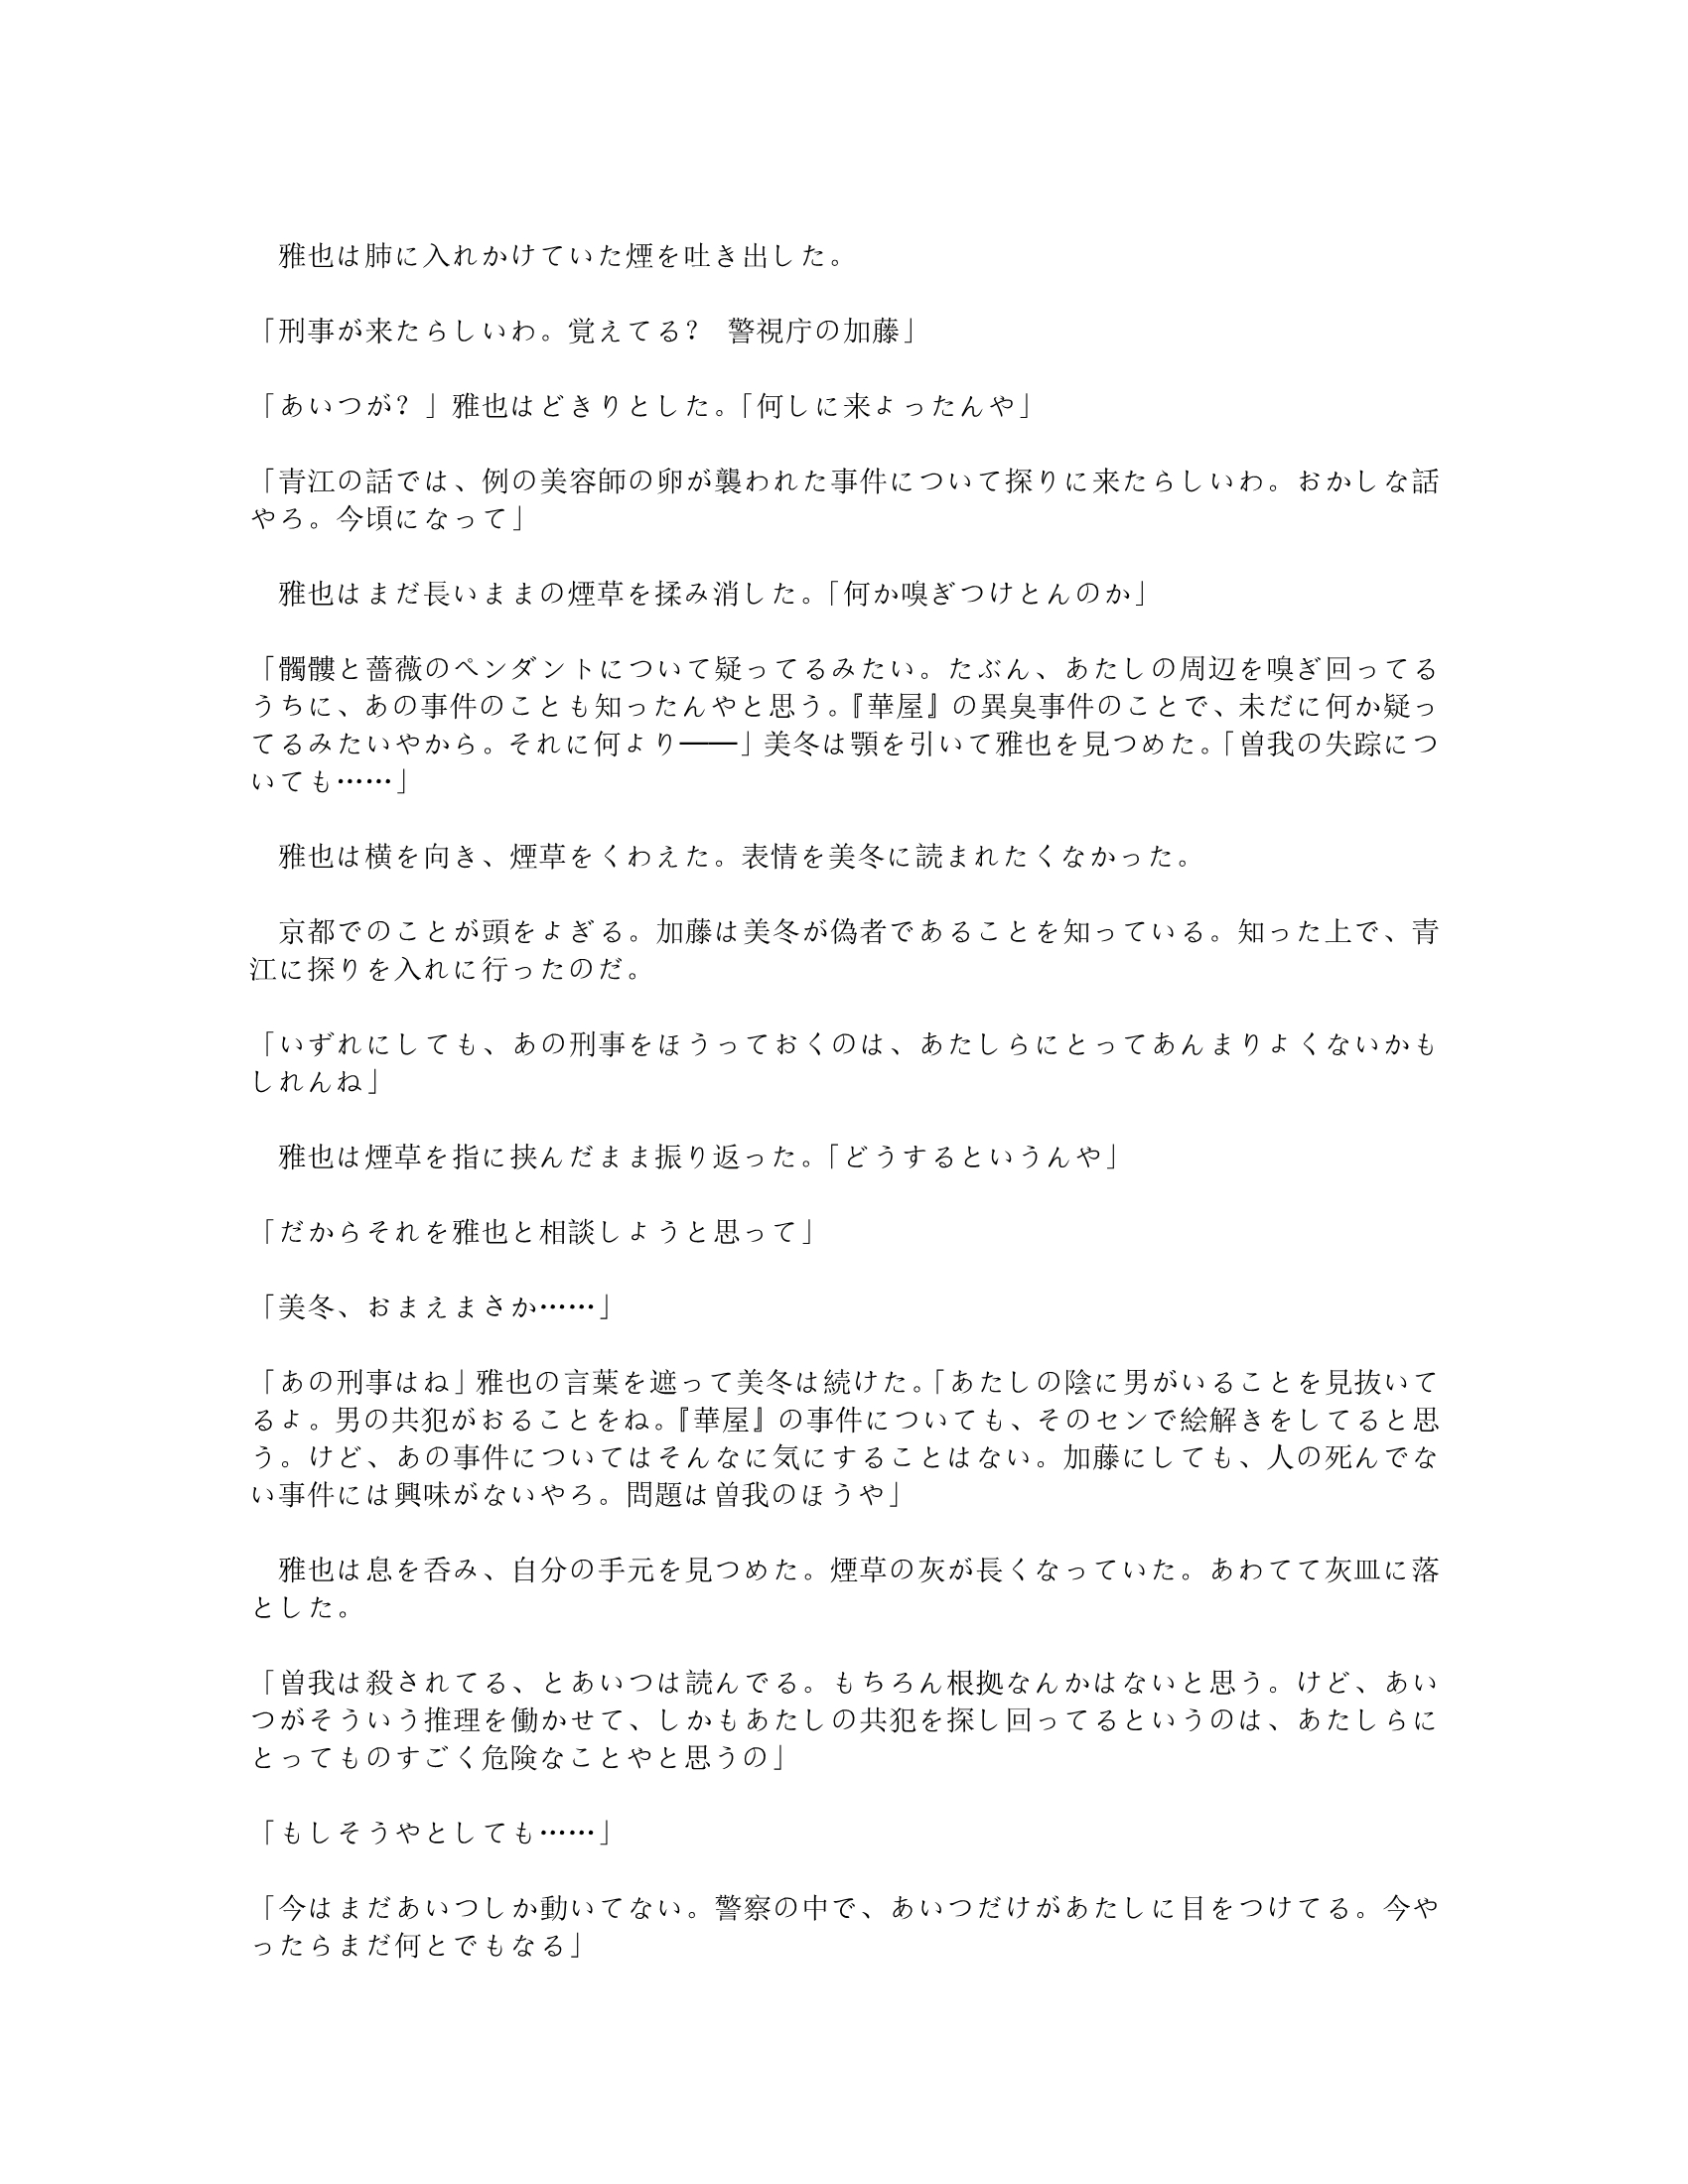 雅也は肺に入れかけていた煙を吐き出した。
「刑事が来たらしいわ。覚えてる？　警視庁の加藤」
「あいつが？」雅也はどきりとした。「何しに来よったんや」
「青江の話では、例の美容師の卵が襲われた事件について探りに来たらしいわ。おかしな話
やろ。今頃になって」
　雅也はまだ長いままの煙草を揉み消した。「何か嗅ぎつけとんのか」
「髑髏と薔薇のペンダントについて疑ってるみたい。たぶん、あたしの周辺を嗅ぎ回ってる
うちに、あの事件のことも知ったんやと思う。『華屋』の異臭事件のことで、未だに何か疑っ
てるみたいやから。それに何より――」美冬は顎を引いて雅也を見つめた。「曽我の失踪につ
いても……」
　雅也は横を向き、煙草をくわえた。表情を美冬に読まれたくなかった。
　京都でのことが頭をよぎる。加藤は美冬が偽者であることを知っている。知った上で、青
江に探りを入れに行ったのだ。
「いずれにしても、あの刑事をほうっておくのは、あたしらにとってあんまりよくないかも
しれんね」
　雅也は煙草を指に挟んだまま振り返った。「どうするというんや」
「だからそれを雅也と相談しようと思って」
「美冬、おまえまさか……」
「あの刑事はね」雅也の言葉を遮って美冬は続けた。「あたしの陰に男がいることを見抜いて
るよ。男の共犯がおることをね。『華屋』の事件についても、そのセンで絵解きをしてると思
う。けど、あの事件についてはそんなに気にすることはない。加藤にしても、人の死んでな
い事件には興味がないやろ。問題は曽我のほうや」
　雅也は息を呑み、自分の手元を見つめた。煙草の灰が長くなっていた。あわてて灰皿に落
とした。
「曽我は殺されてる、とあいつは読んでる。もちろん根拠なんかはないと思う。けど、あい
つがそういう推理を働かせて、しかもあたしの共犯を探し回ってるというのは、あたしらに
とってものすごく危険なことやと思うの」
「もしそうやとしても……」
「今はまだあいつしか動いてない。警察の中で、あいつだけがあたしに目をつけてる。今や
ったらまだ何とでもなる」